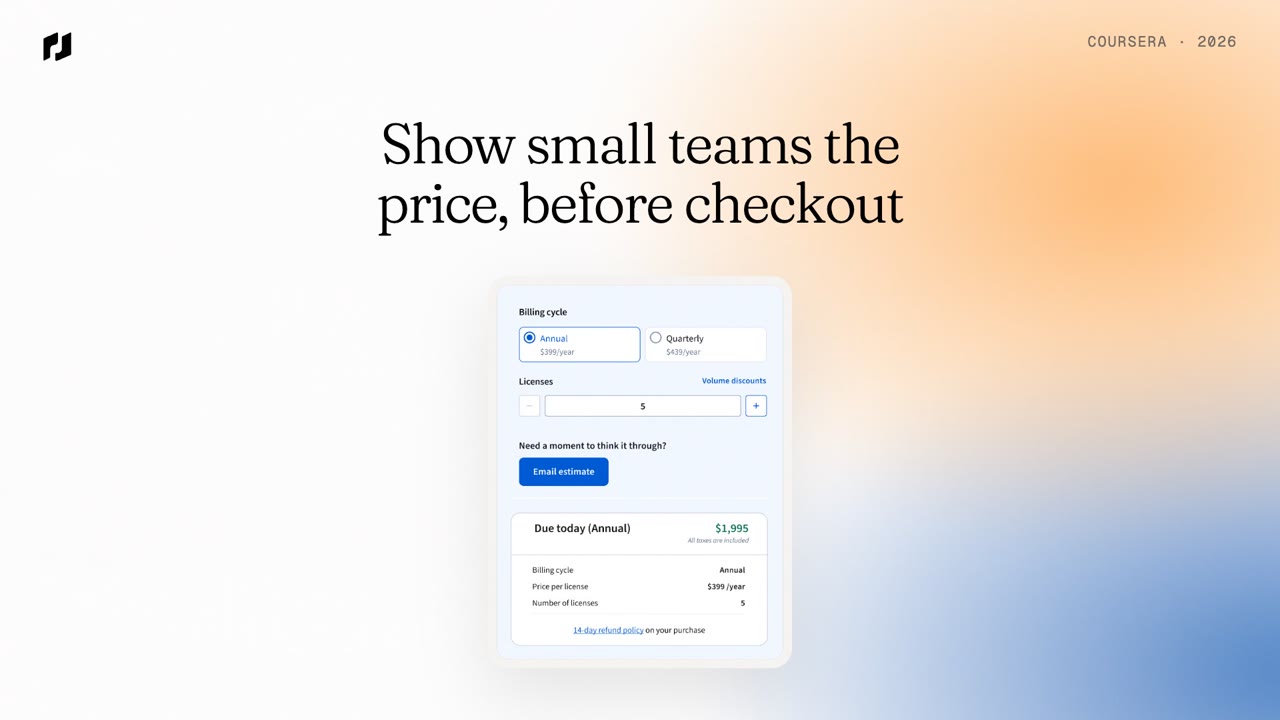 COURSERA · 2026
Show small teams the
price, before checkout
Billing cycle
Annual
$399/year
Quarterly
$439/year
Licenses
Volume discounts
−
5
+
Need a moment to think it through?
Email estimate
Due today (Annual)
$1,995
All taxes are included
Billing cycle
Annual
Price per license
$399 /year
Number of licenses
5
14-day refund policy on your purchase